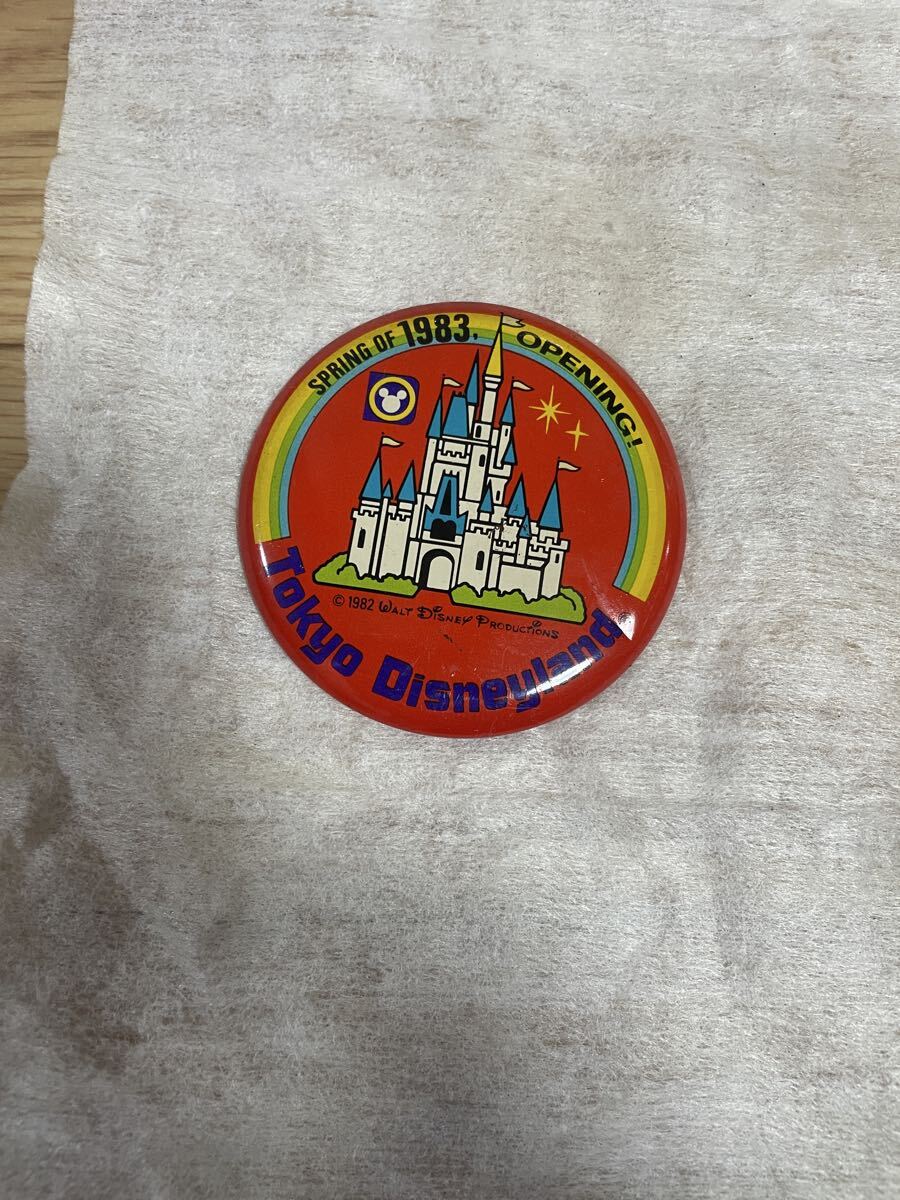 SPRING OF 1983, OPENING!
© 1982 WALT DISNEY PRODUCTIONS
Tokyo Disneyland